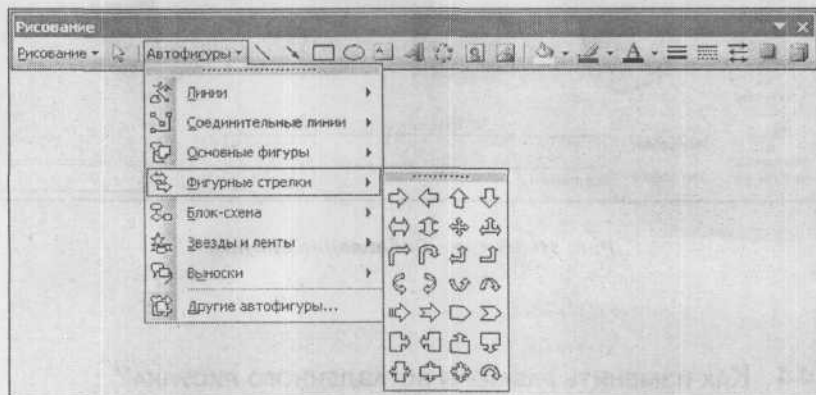 Рисование
Рисование Автофигуры
Линии
Соединительные линии
Основные фигуры
Фигурные стрелки
Блок-схема
Звезды и ленты
Выноски
Другие автофигуры...